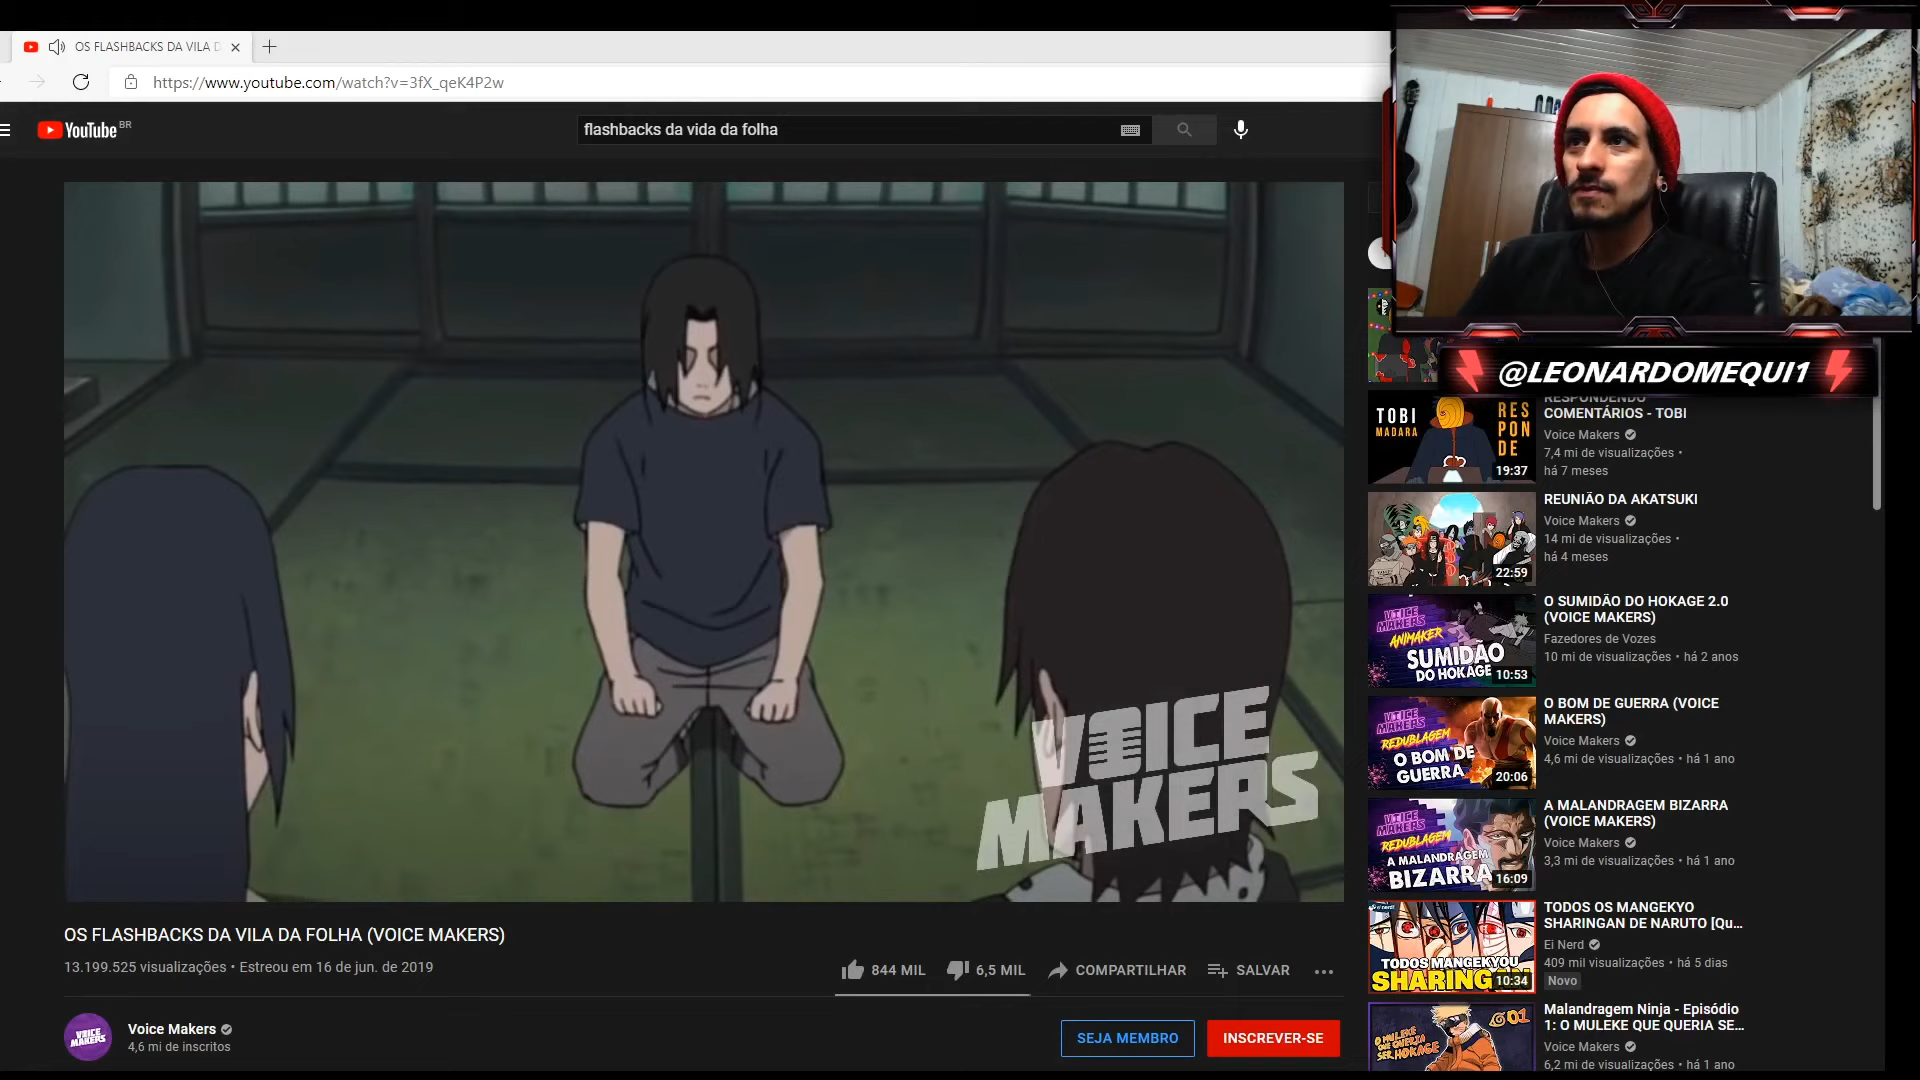 OS FLASHBACKS DA VILA D
https://www.youtube.com/watch?v=3fX_qeK4P2w
YouTube BR
flashbacks da vida da folha
@LEONARDOMEQUI1
VOICE
MAKERS
OS FLASHBACKS DA VILA DA FOLHA (VOICE MAKERS)
13.199.525 visualizações • Estreou em 16 de jun. de 2019
844 MIL
6,5 MIL
COMPARTILHAR
SALVAR
VOICE
MAKERS
Voice Makers
4,6 mi de inscritos
SEJA MEMBRO
INSCREVER-SE
TOBI
MADARA
RES
PON
DE
19:37
RESPONDENDO
COMENTÁRIOS - TOBI
Voice Makers
7,4 mi de visualizações •
há 7 meses
22:59
REUNIÃO DA AKATSUKI
Voice Makers
14 mi de visualizações •
há 4 meses
VOICE
MAKERS
ANIMAKER
SUMIDÃO
DO HOKAGE
10:53
O SUMIDÃO DO HOKAGE 2.0
(VOICE MAKERS)
Fazedores de Vozes
10 mi de visualizações • há 2 anos
VOICE
MAKERS
REDUBLAGEM
O BOM DE
GUERRA
20:06
O BOM DE GUERRA (VOICE
MAKERS)
Voice Makers
4,6 mi de visualizações • há 1 ano
VOICE
MAKERS
REDUBLAGEM
A MALANDRAGEM
BIZARRA
16:09
A MALANDRAGEM BIZARRA
(VOICE MAKERS)
Voice Makers
3,3 mi de visualizações • há 1 ano
TODOS MANGEKYOU
SHARING
10:34
TODOS OS MANGEKYO
SHARINGAN DE NARUTO [Qu...
Ei Nerd
409 mil visualizações • há 5 dias
Novo
01
O MULEKE
QUE QUERIA
SER HOKAGE
Malandragem Ninja - Episódio
1: O MULEKE QUE QUERIA SE...
Voice Makers
6,2 mi de visualizações • há 1 ano